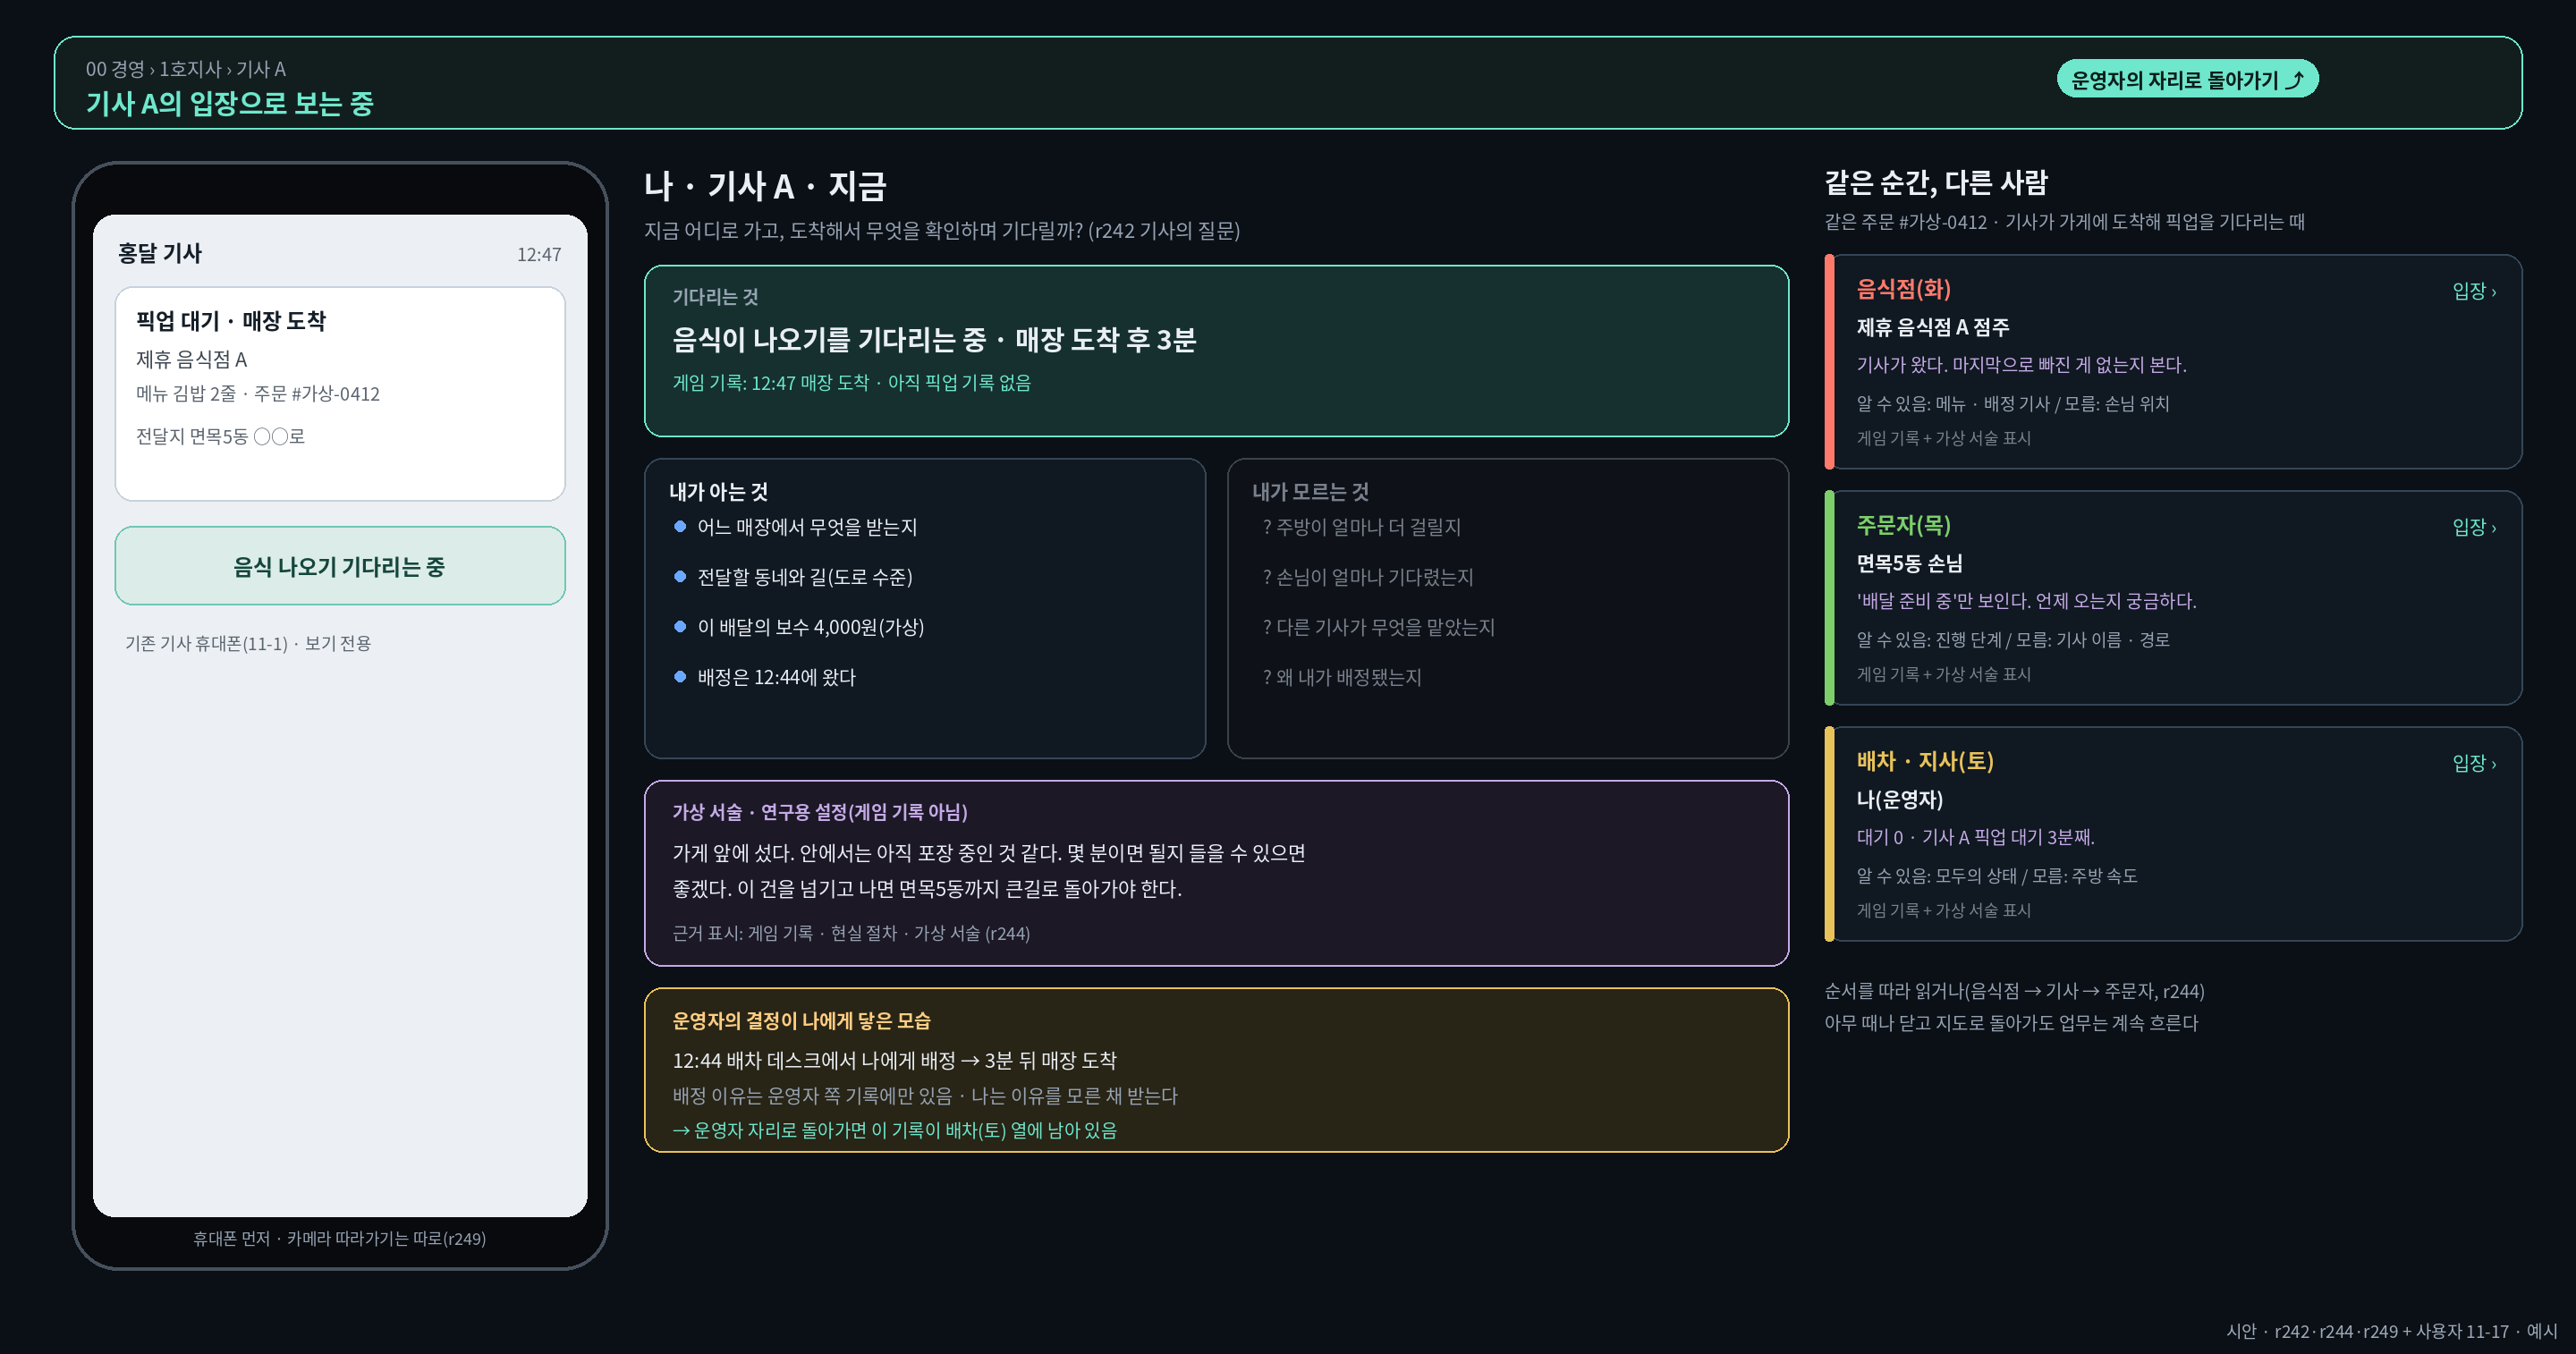 00 경영 › 1호지사 › 기사 A
기사 A의 입장으로 보는 중
운영자의 자리로 돌아가기 ⤴
홍달 기사
12:47
픽업 대기 · 매장 도착
제휴 음식점 A
메뉴 김밥 2줄 · 주문 #가상-0412
전달지 면목5동 ○○로
음식 나오기 기다리는 중
기존 기사 휴대폰(11-1) · 보기 전용
휴대폰 먼저 · 카메라 따라가기는 따로(r249)
나 · 기사 A · 지금
지금 어디로 가고, 도착해서 무엇을 확인하며 기다릴까? (r242 기사의 질문)
기다리는 것
음식이 나오기를 기다리는 중 · 매장 도착 후 3분
게임 기록: 12:47 매장 도착 · 아직 픽업 기록 없음
내가 아는 것
어느 매장에서 무엇을 받는지
전달할 동네와 길(도로 수준)
이 배달의 보수 4,000원(가상)
배정은 12:44에 왔다
내가 모르는 것
? 주방이 얼마나 더 걸릴지
? 손님이 얼마나 기다렸는지
? 다른 기사가 무엇을 맡았는지
? 왜 내가 배정됐는지
가상 서술 · 연구용 설정(게임 기록 아님)
가게 앞에 섰다. 안에서는 아직 포장 중인 것 같다. 몇 분이면 될지 들을 수 있으면
좋겠다. 이 건을 넘기고 나면 면목5동까지 큰길로 돌아가야 한다.
근거 표시: 게임 기록 · 현실 절차 · 가상 서술 (r244)
운영자의 결정이 나에게 닿은 모습
12:44 배차 데스크에서 나에게 배정 → 3분 뒤 매장 도착
배정 이유는 운영자 쪽 기록에만 있음 · 나는 이유를 모른 채 받는다
→ 운영자 자리로 돌아가면 이 기록이 배차(토) 열에 남아 있음
같은 순간, 다른 사람
같은 주문 #가상-0412 · 기사가 가게에 도착해 픽업을 기다리는 때
음식점(화)
입장 ›
제휴 음식점 A 점주
기사가 왔다. 마지막으로 빠진 게 없는지 본다.
알 수 있음: 메뉴 · 배정 기사 / 모름: 손님 위치
게임 기록 + 가상 서술 표시
주문자(목)
입장 ›
면목5동 손님
'배달 준비 중'만 보인다. 언제 오는지 궁금하다.
알 수 있음: 진행 단계 / 모름: 기사 이름 · 경로
게임 기록 + 가상 서술 표시
배차 · 지사(토)
입장 ›
나(운영자)
대기 0 · 기사 A 픽업 대기 3분째.
알 수 있음: 모두의 상태 / 모름: 주방 속도
게임 기록 + 가상 서술 표시
순서를 따라 읽거나(음식점 → 기사 → 주문자, r244)
아무 때나 닫고 지도로 돌아가도 업무는 계속 흐른다
시안 · r242·r244·r249 + 사용자 11-17 · 예시